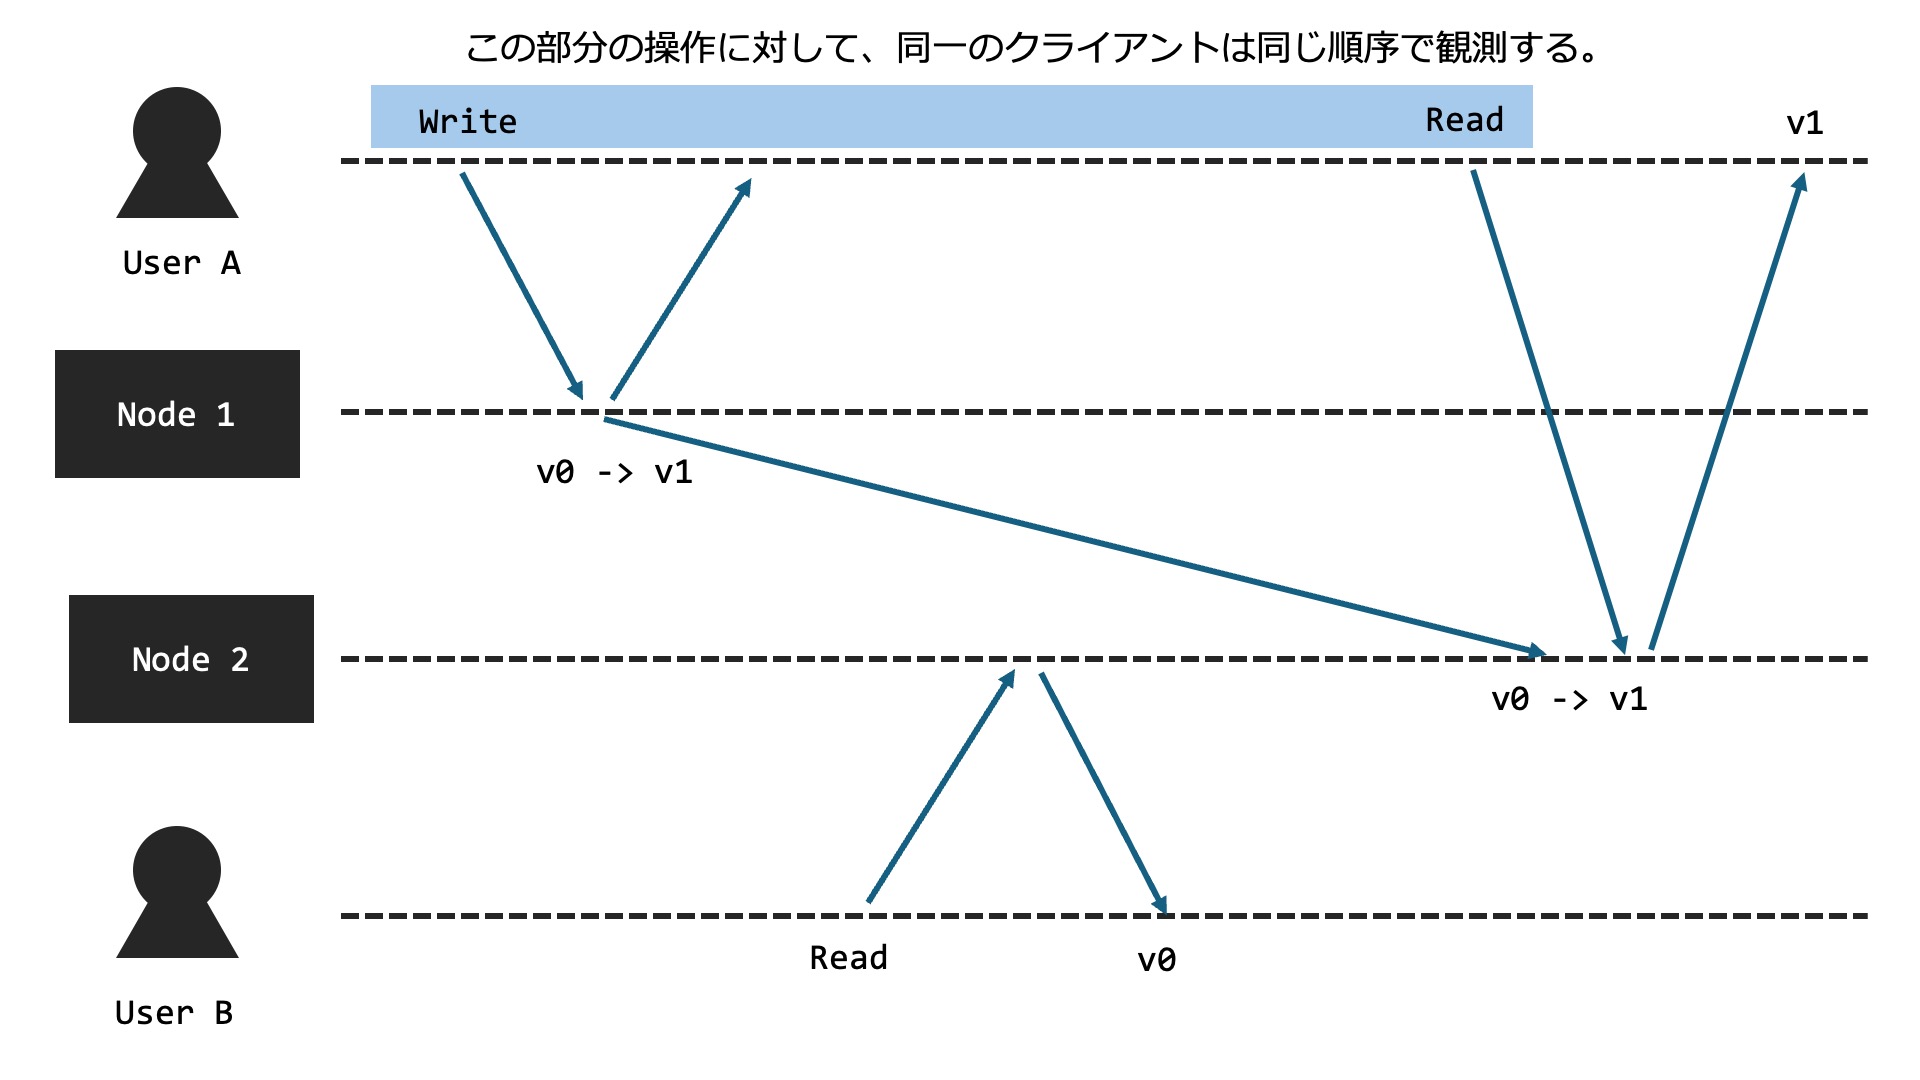 この部分の操作に対して、同一のクライアントは同じ順序で観測する。
Write
Read
v1
User A
Node 1
v0 -> v1
Node 2
v0 -> v1
Read
v0
User B